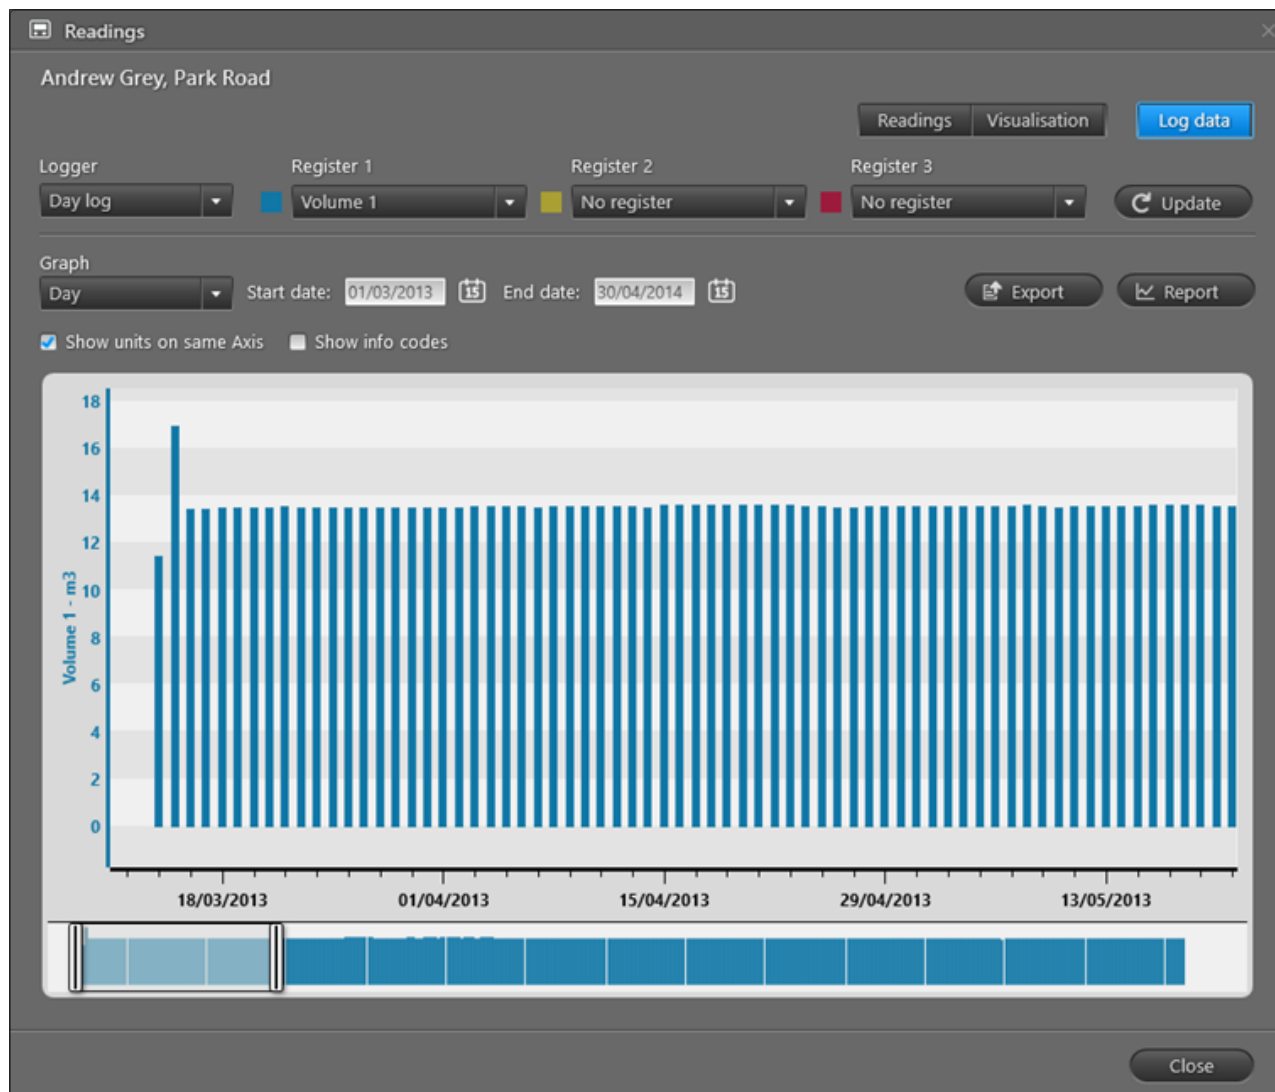 Readings
Andrew Grey, Park Road
Readings Visualisation Log data
Logger Register 1 Register 2 Register 3
Day log Volume 1 No register No register Update
Graph
Day Start date: 01/03/2013 15 End date: 30/04/2014 15 Export Report
Show units on same Axis Show info codes
18
16
14
12
10
8
6
4
2
0
Volume 1 - m3
18/03/2013 01/04/2013 15/04/2013 29/04/2013 13/05/2013
Close